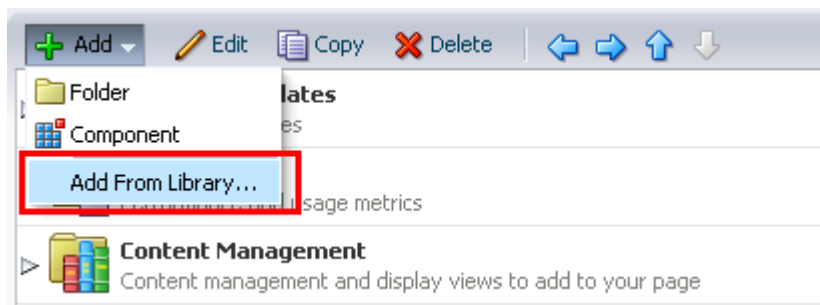 Add Edit Copy Delete
Folder
lates
es
Component
Add From Library...
usage metrics
Content Management
Content management and display views to add to your page